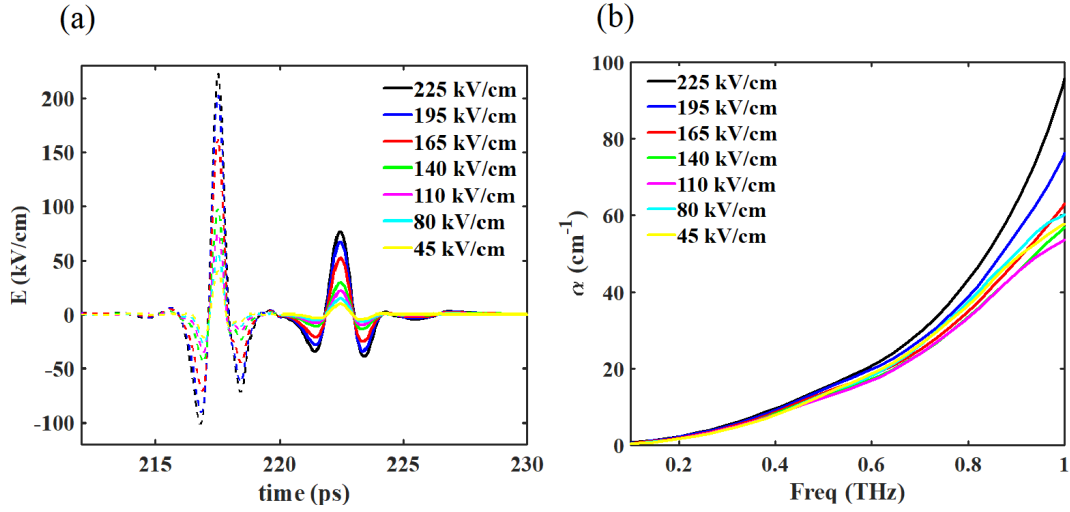 (a)
E (kV/cm)
200
150
100
50
0
-50
-100
225 kV/cm
195 kV/cm
165 kV/cm
140 kV/cm
110 kV/cm
80 kV/cm
45 kV/cm
215
220
225
230
time (ps)
(b)
α (cm⁻¹)
100
80
60
40
20
0
225 kV/cm
195 kV/cm
165 kV/cm
140 kV/cm
110 kV/cm
80 kV/cm
45 kV/cm
0.2
0.4
0.6
0.8
1
Freq (THz)